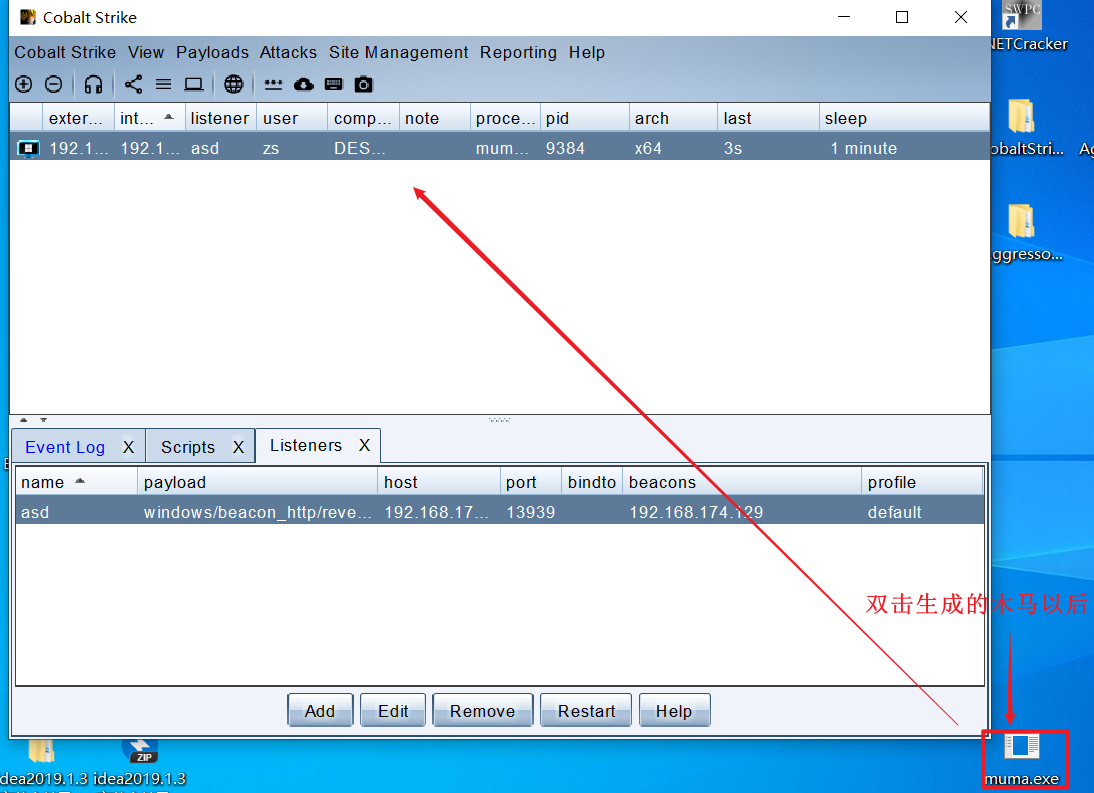 Cobalt Strike
SWPC
NETCracker
Cobalt Strike View Payloads Attacks Site Management Reporting Help
exter... int... listener user comp... note proce... pid arch last sleep
192.1... 192.1... asd zs DES... mum... 9384 x64 3s 1 minute
obaltStri...
ggresso...
Event Log X Scripts X Listeners X
name payload host port bindto beacons profile
asd windows/beacon_http/reve... 192.168.17... 13939 192.168.174.129 default
双击生成的木马以后
Add Edit Remove Restart Help
ZIP
muma.exe
dea2019.1.3 idea2019.1.3